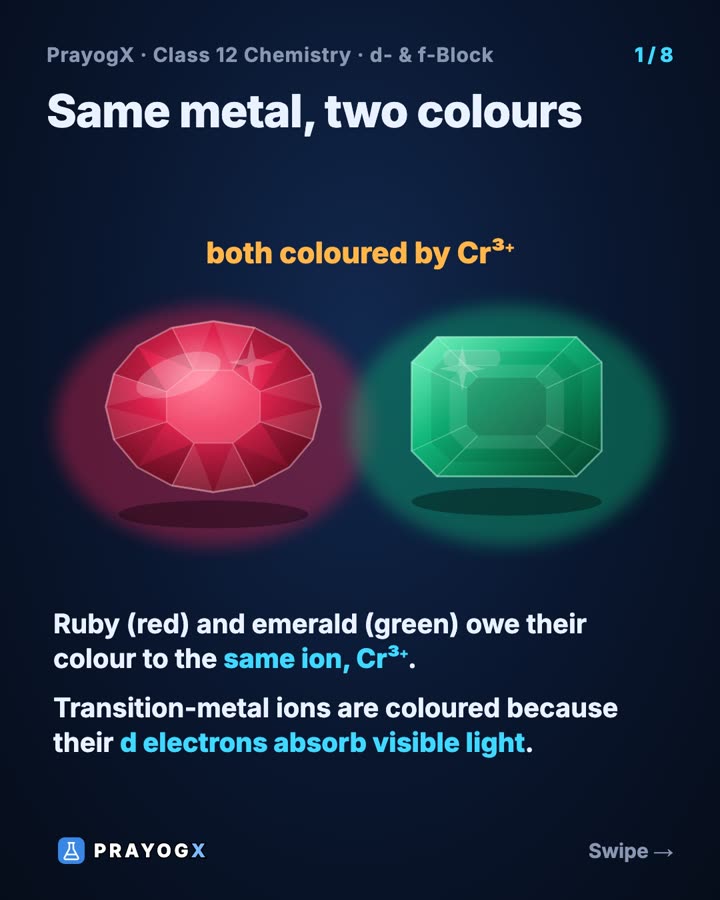 PrayogX · Class 12 Chemistry · d- & f-Block
1 / 8
Same metal, two colours
both coloured by Cr³⁺
Ruby (red) and emerald (green) owe their
colour to the same ion, Cr³⁺.
Transition-metal ions are coloured because
their d electrons absorb visible light.
PRAYOGX
Swipe →